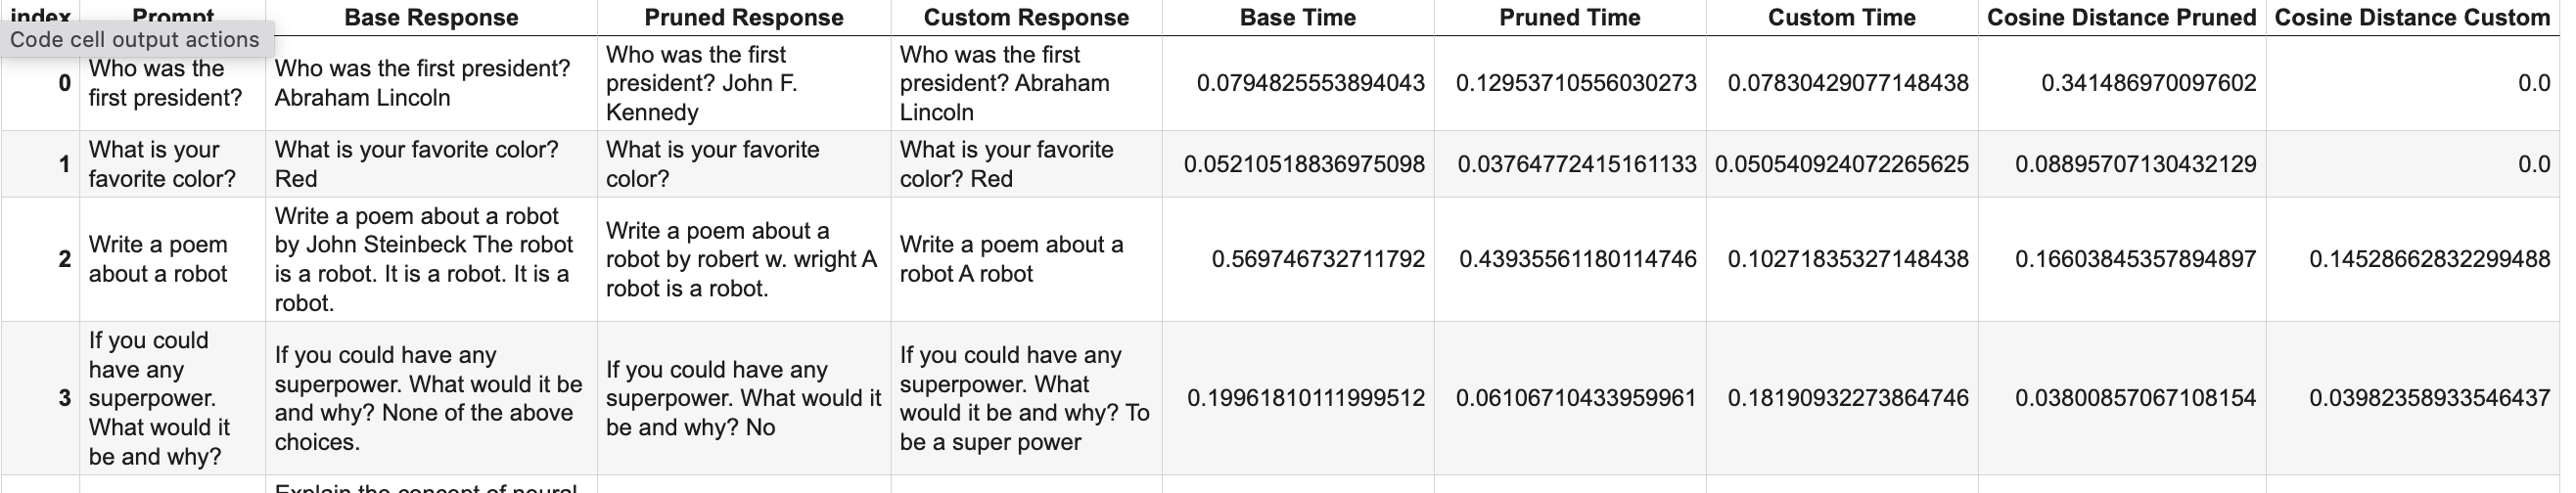 index Prompt Base Response Pruned Response Custom Response Base Time Pruned Time Custom Time Cosine Distance Pruned Cosine Distance Custom
Code cell output actions
0
Who was the
first president?
Who was the first president?
Abraham Lincoln
Who was the first
president? John F.
Kennedy
Who was the first
president? Abraham
Lincoln
0.0794825553894043
0.12953710556030273
0.07830429077148438
0.341486970097602
0.0
1
What is your
favorite color?
What is your favorite color?
Red
What is your favorite
color?
What is your favorite
color? Red
0.05210518836975098
0.03764772415161133
0.050540924072265625
0.08895707130432129
0.0
2
Write a poem
about a robot
Write a poem about a robot
by John Steinbeck The robot
is a robot. It is a robot. It is a
robot.
Write a poem about a
robot by robert w. wright A
robot is a robot.
Write a poem about a
robot A robot
0.569746732711792
0.43935561180114746
0.10271835327148438
0.16603845357894897
0.14528662832299488
3
If you could
have any
superpower.
What would it
be and why?
If you could have any
superpower. What would it be
and why? None of the above
choices.
If you could have any
superpower. What would it
be and why? No
If you could have any
superpower. What
would it be and why? To
be a super power
0.19961810111999512
0.06106710433959961
0.18190932273864746
0.03800857067108154
0.03982358933546437
Explain the concept of neural